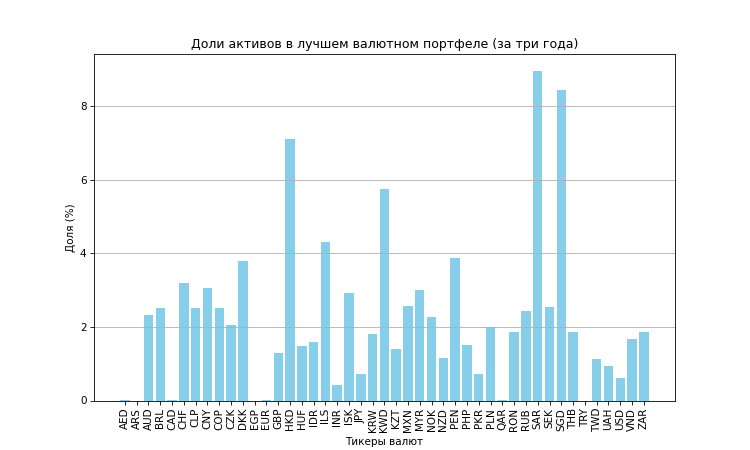 Доли активов в лучшем валютном портфеле (за три года)
Доля (%)
8
6
4
2
0
AED ARS AUD BRL CAD CHF CLP CNY COP CZK DKK EGP EUR GBP HKD HUF IDR ILS INR ISK JPY KRW KWD KZT MXN MYR NOK NZD PEN PHP PKR PLN QAR RON RUB SAR SEK SGD THB TRY TWD UAH USD VND ZAR
Тикеры валют